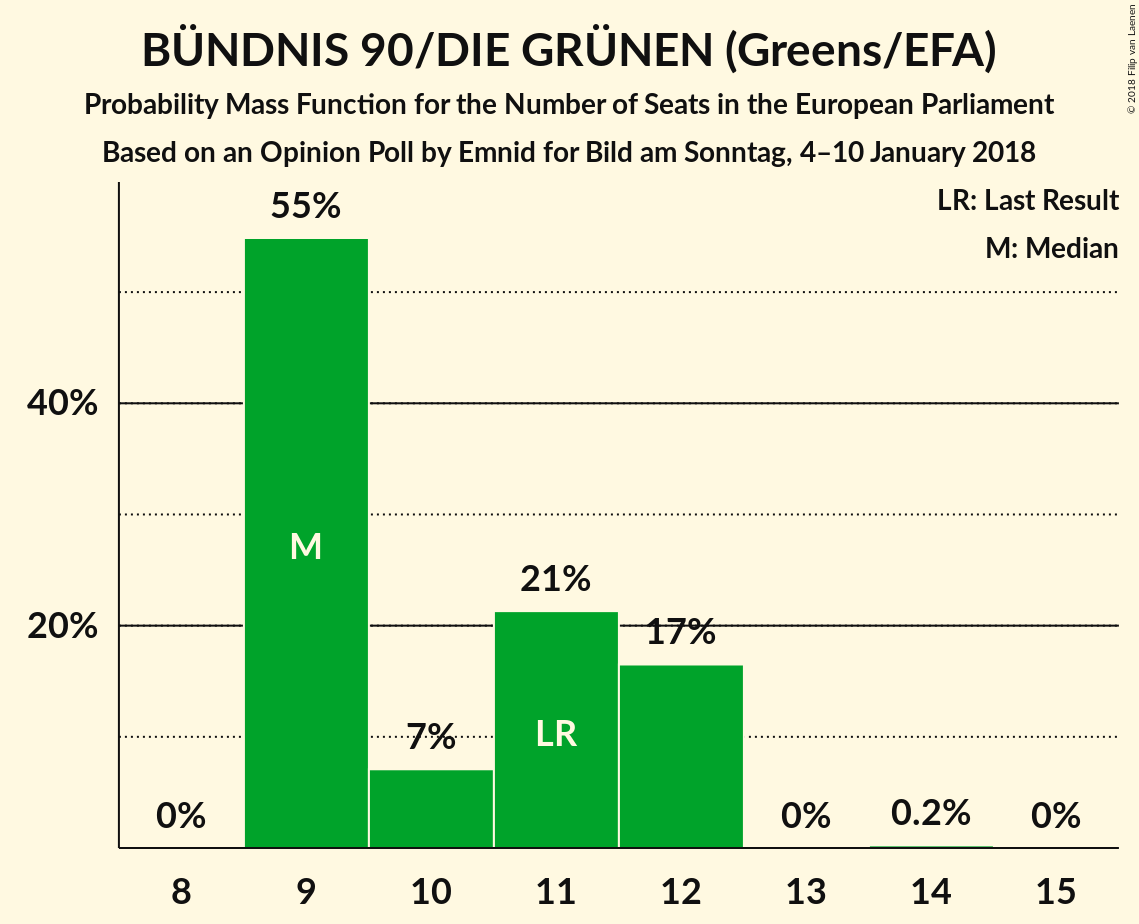 BÜNDNIS 90/DIE GRÜNEN (Greens/EFA)
Probability Mass Function for the Number of Seats in the European Parliament
Based on an Opinion Poll by Emnid for Bild am Sonntag, 4–10 January 2018
© 2018 Filip van Laenen
LR: Last Result
M: Median
55%
40%
M
21%
20%
17%
LR
7%
0%
0%
0.2%
0%
8 9 10 11 12 13 14 15